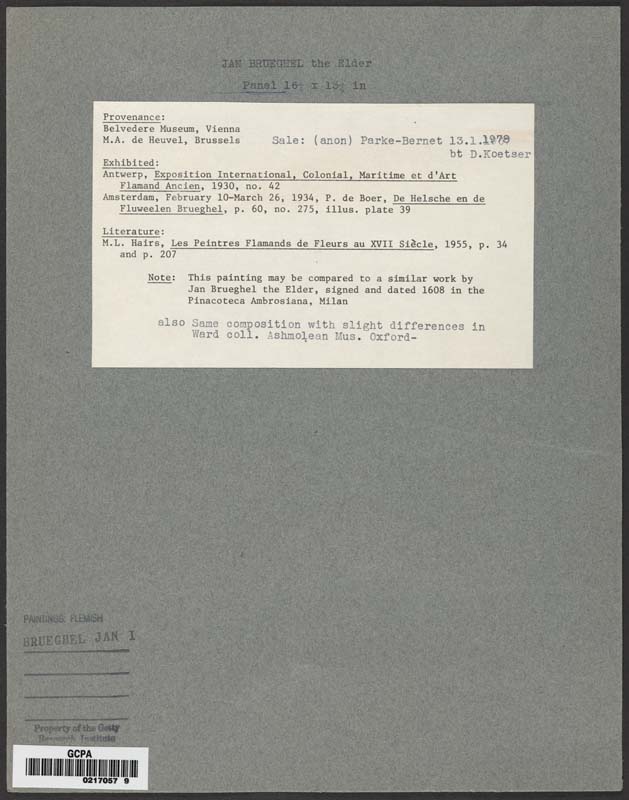 JAN BRUEGHEL the Elder
Panel 16½ x 13½ in
Provenance:
Belvedere Museum, Vienna
M.A. de Heuvel, Brussels
Sale: (anon) Parke-Bernet 13.1.1978
bt D.Koetser
Exhibited:
Antwerp, Exposition International, Colonial, Maritime et d'Art
Flamand Ancien, 1930, no. 42
Amsterdam, February 10-March 26, 1934, P. de Boer, De Helsche en de
Fluweelen Brueghel, p. 60, no. 275, illus. plate 39
Literature:
M.L. Hairs, Les Peintres Flamands de Fleurs au XVII Siècle, 1955, p. 34
and p. 207
Note: This painting may be compared to a similar work by
Jan Brueghel the Elder, signed and dated 1608 in the
Pinacoteca Ambrosiana, Milan
also Same composition with slight differences in
Ward coll. Ashmolean Mus. Oxford-
PAINTINGS: FLEMISH
BRUEGHEL JAN I
Property of the Getty
Research Institute
GCPA
0217057 9